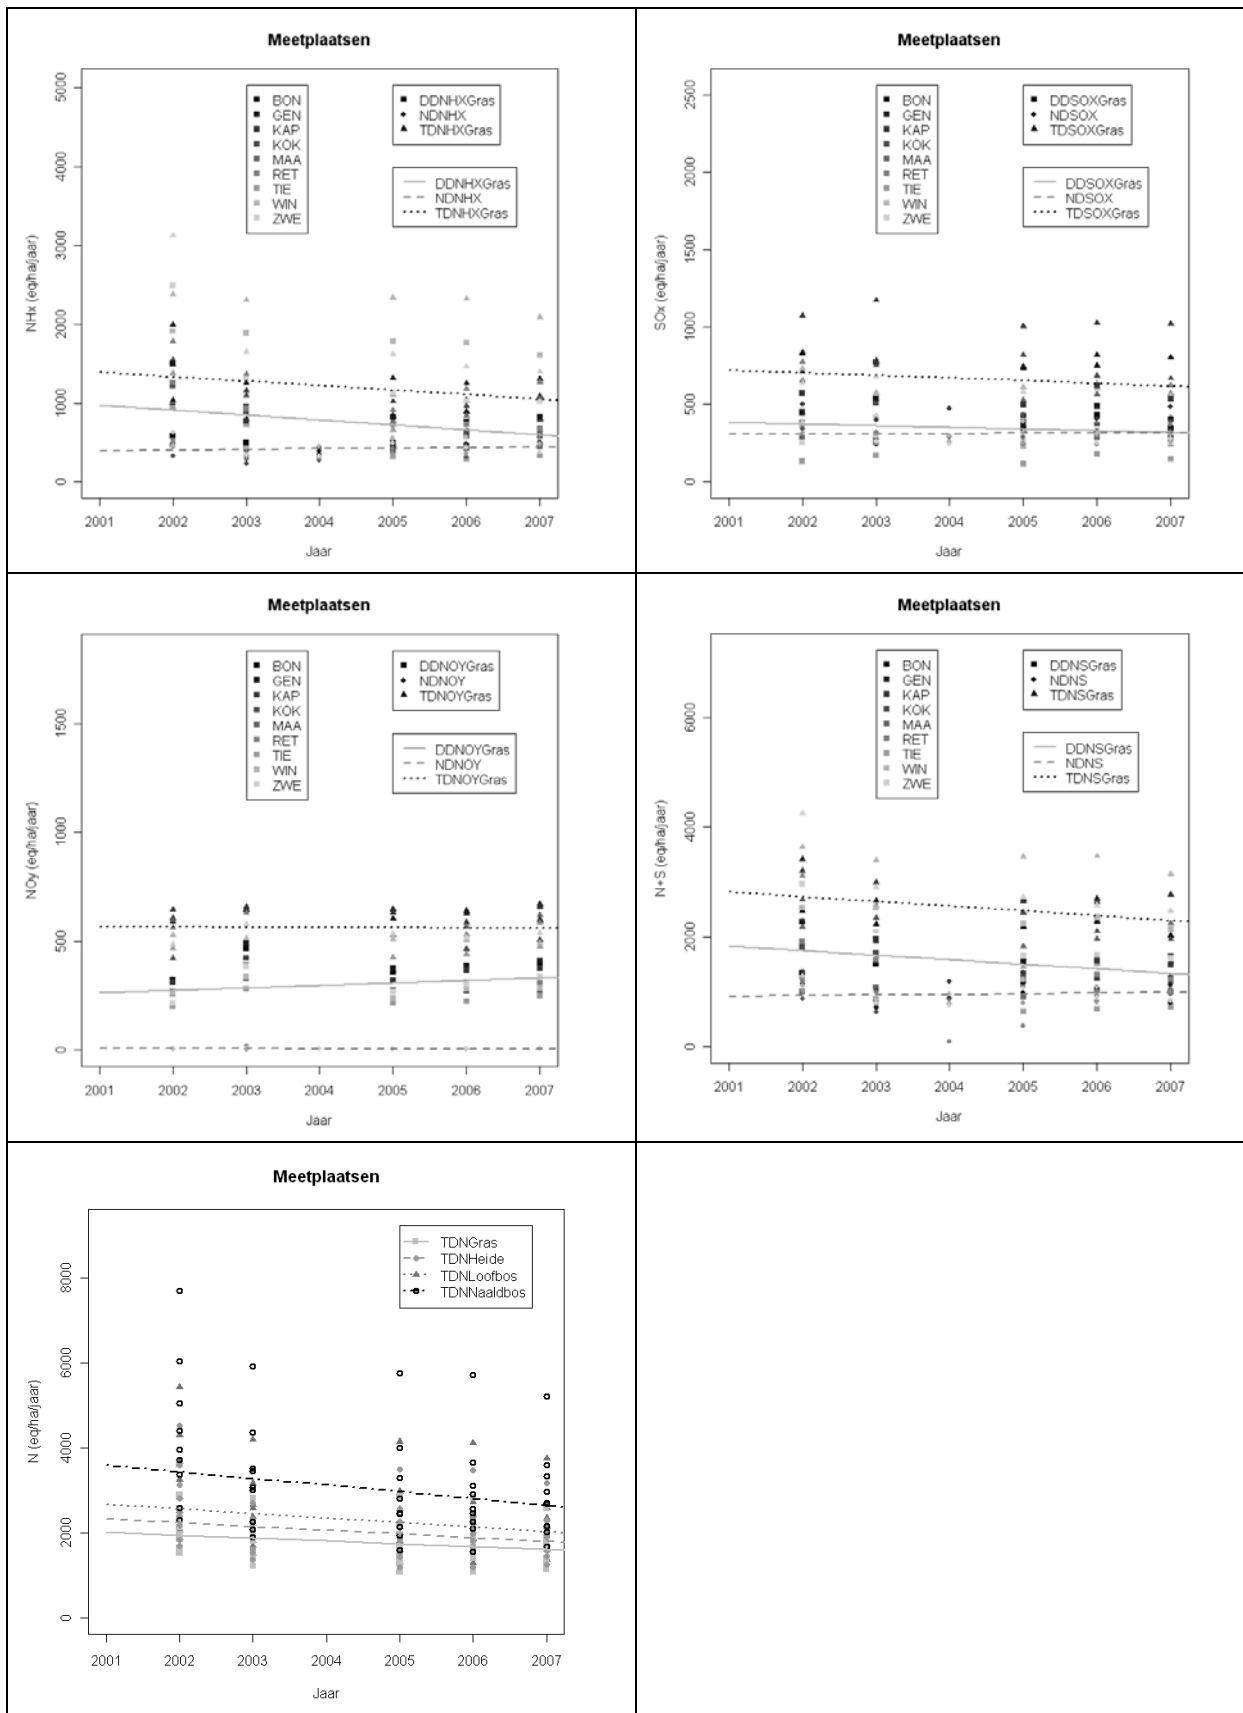 Meetplaatsen
NHx (eq/ha/jaar)
5000
4000
3000
2000
1000
0
BON
GEN
KAP
KOK
MAA
RET
TIE
WIN
ZWE
DDNHXGras
NDNHX
TDNHXGras
DDNHXGras
NDNHX
TDNHXGras
2001 2002 2003 2004 2005 2006 2007
Jaar
Meetplaatsen
SOx (eq/ha/jaar)
2500
2000
1500
1000
500
0
BON
GEN
KAP
KOK
MAA
RET
TIE
WIN
ZWE
DDSOXGras
NDSOX
TDSOXGras
DDSOXGras
NDSOX
TDSOXGras
2001 2002 2003 2004 2005 2006 2007
Jaar
Meetplaatsen
NOy (eq/ha/jaar)
1500
1000
500
0
BON
GEN
KAP
KOK
MAA
RET
TIE
WIN
ZWE
DDNOYGras
NDNOY
TDNOYGras
DDNOYGras
NDNOY
TDNOYGras
2001 2002 2003 2004 2005 2006 2007
Jaar
Meetplaatsen
N+S (eq/ha/jaar)
6000
4000
2000
0
BON
GEN
KAP
KOK
MAA
RET
TIE
WIN
ZWE
DDNSGras
NDNS
TDNSGras
DDNSGras
NDNS
TDNSGras
2001 2002 2003 2004 2005 2006 2007
Jaar
Meetplaatsen
N (eq/ha/jaar)
8000
6000
4000
2000
0
TDNGras
TDNHeide
TDNLoofbos
TDNNaaldbos
2001 2002 2003 2004 2005 2006 2007
Jaar